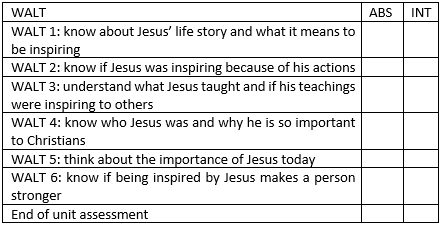 WALT ABS INT
WALT 1: know about Jesus’ life story and what it means to
be inspiring
WALT 2: know if Jesus was inspiring because of his actions
WALT 3: understand what Jesus taught and if his teachings
were inspiring to others
WALT 4: know who Jesus was and why he is so important
to Christians
WALT 5: think about the importance of Jesus today
WALT 6: know if being inspired by Jesus makes a person
stronger
End of unit assessment